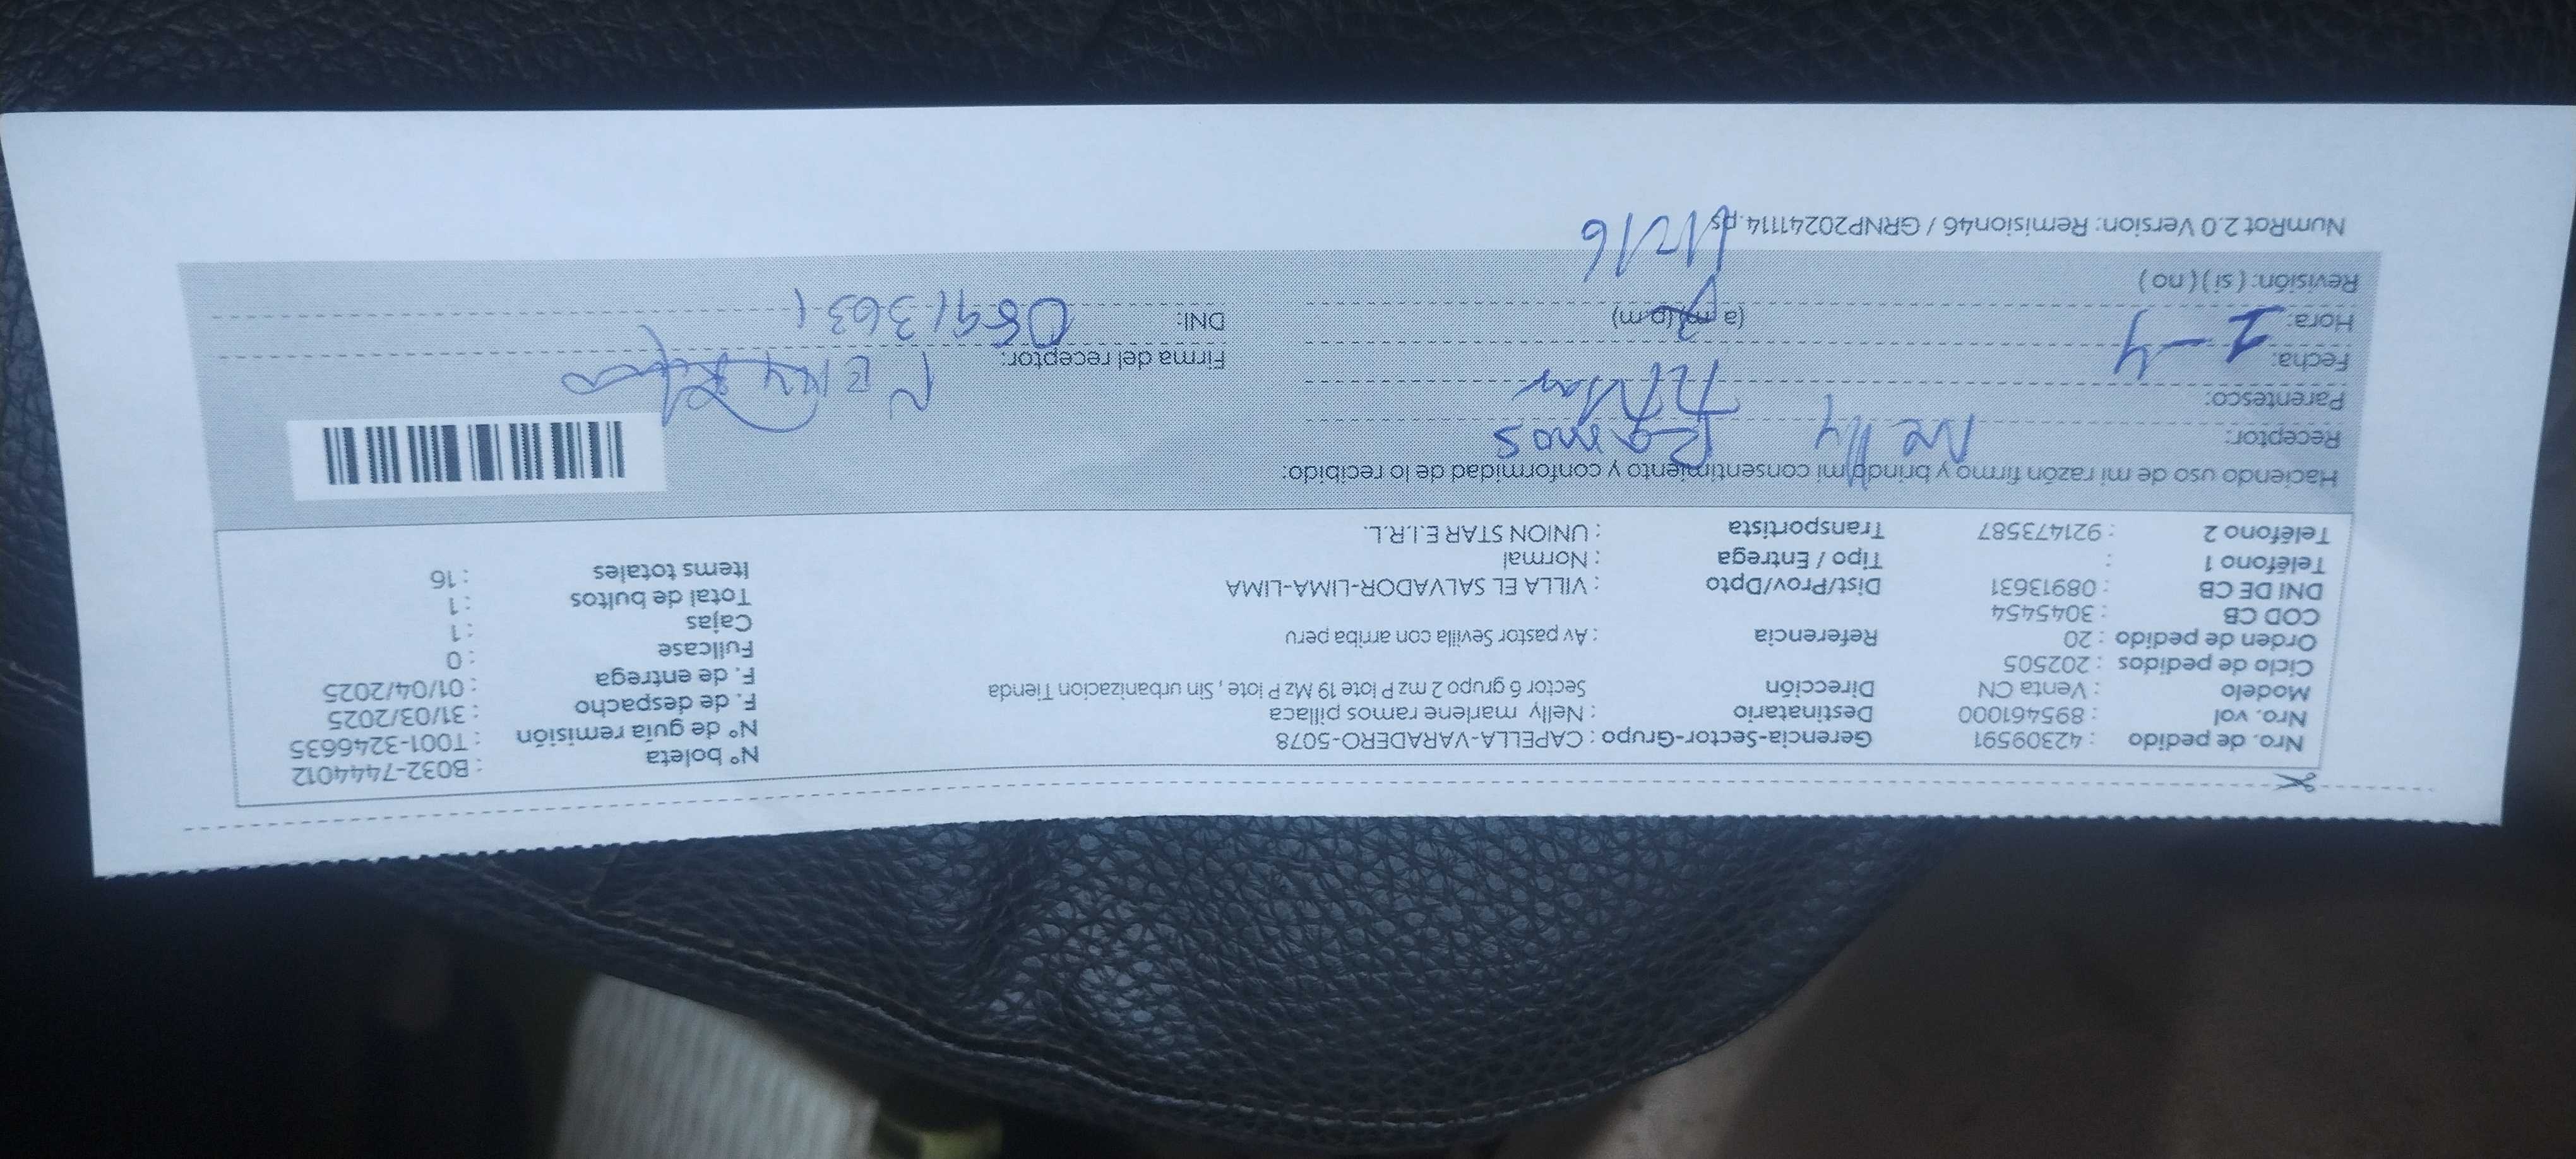 Nro. de pedido : 42309591 Gerencia-Sector-Grupo : CAPELLA-VARADERO-5078 N° boleta : B032-7444012
Nro. vol : 895461000 Destinatario : Nelly marlene ramos pillaca N° de guía remisión : T001-3246635
Modelo : Venta CN Dirección Sector 6 grupo 2 mz P lote 19 Mz P lote , Sin urbanizacion Tienda F. de despacho : 31/03/2025
Ciclo de pedidos : 202505 F. de entrega : 01/04/2025
Orden de pedido : 20 Referencia : Av pastor Sevilla con arriba peru Fullcase : 0
COD CB : 3045454 Cajas : 1
DNI DE CB : 08913631 Dist/Prov/Dpto : VILLA EL SALVADOR-LIMA-LIMA Total de bultos : 1
Teléfono 1 : Tipo / Entrega : Normal Items totales : 16
Teléfono 2 : 921473587 Transportista : UNION STAR E.I.R.L.
Haciendo uso de mi razón firmo y brindo mi consentimiento y conformidad de lo recibido:
Receptor: Nelly Ramos
Parentesco: Titular
Fecha: 1-4 Firma del receptor:
Hora: (a.m) (p.m) DNI: 08913631
Revisión: ( si ) ( no )
NumRot 2.0 Version: Remision46 / GRNP20241114.ps